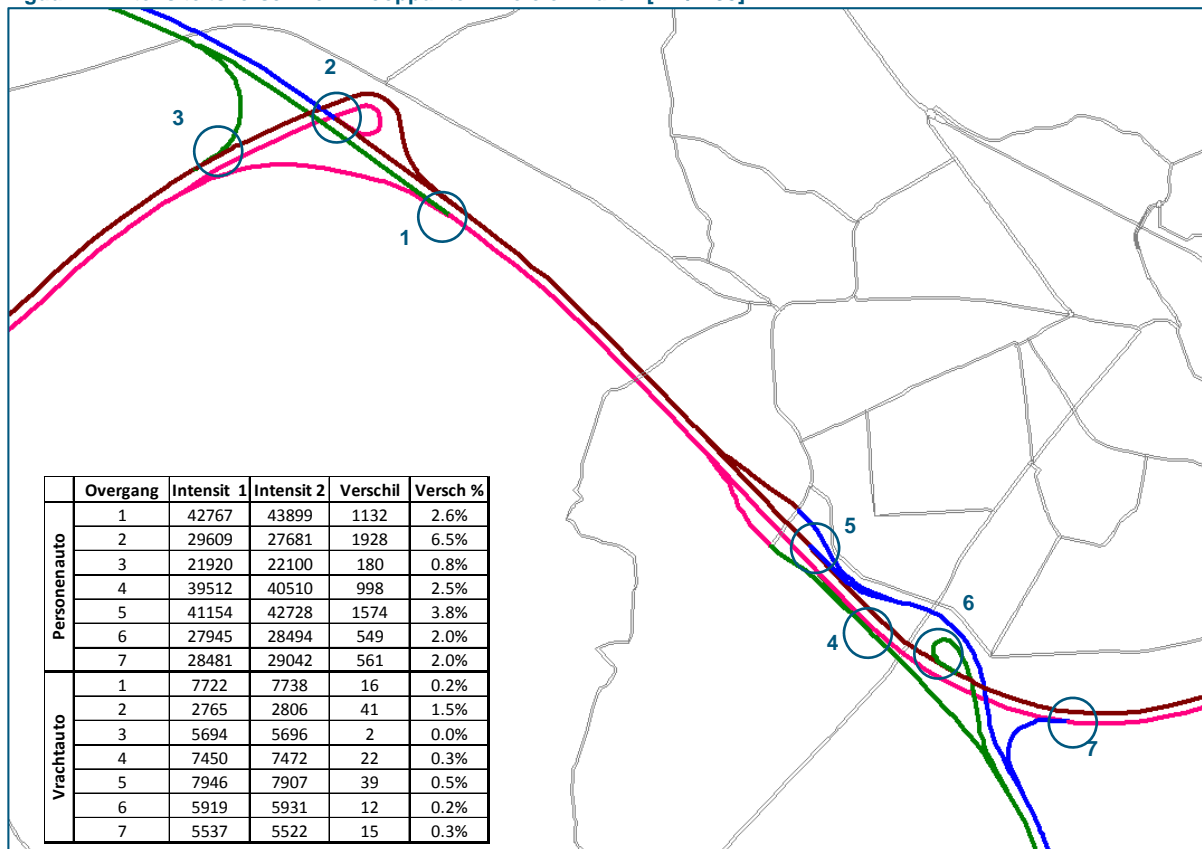 2
3
1
5
6
4
7
Overgang Intensit 1 Intensit 2 Verschil Versch %
Personenauto
1 42767 43899 1132 2.6%
2 29609 27681 1928 6.5%
3 21920 22100 180 0.8%
4 39512 40510 998 2.5%
5 41154 42728 1574 3.8%
6 27945 28494 549 2.0%
7 28481 29042 561 2.0%
Vrachtauto
1 7722 7738 16 0.2%
2 2765 2806 41 1.5%
3 5694 5696 2 0.0%
4 7450 7472 22 0.3%
5 7946 7907 39 0.5%
6 5919 5931 12 0.2%
7 5537 5522 15 0.3%